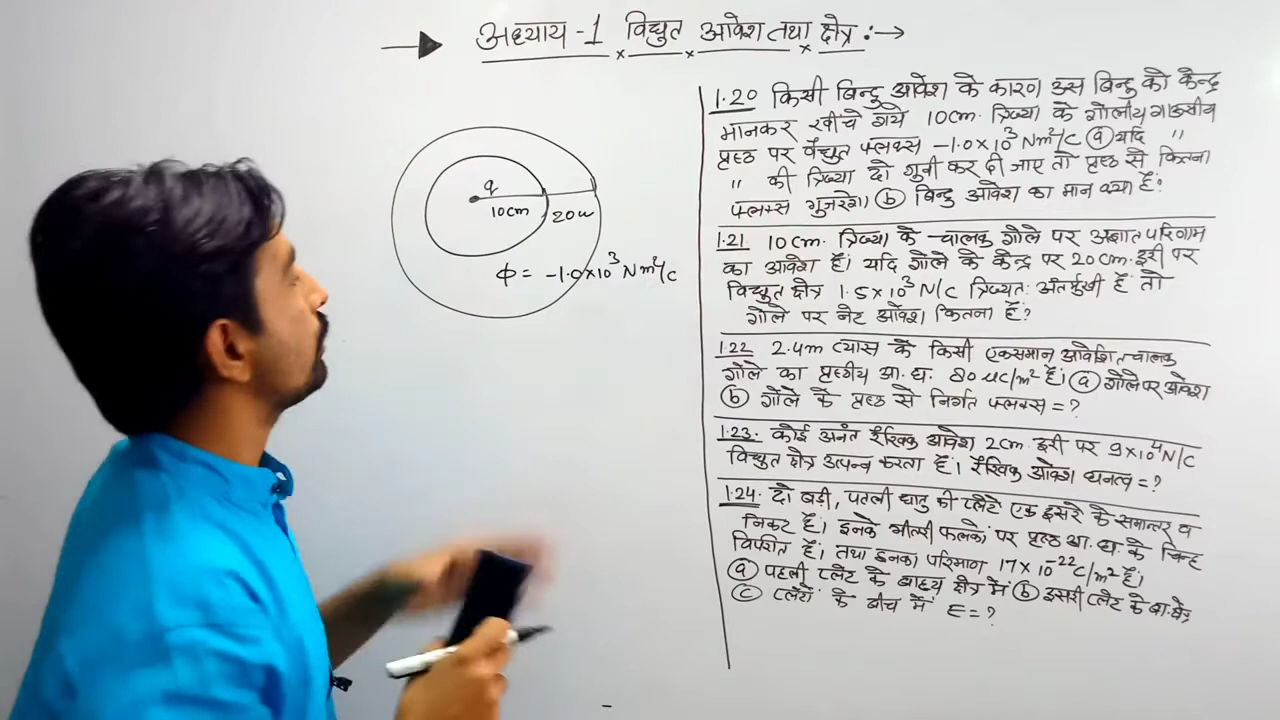 अध्याय -1 विद्युत आवेश तथा क्षेत्र :→
q
10cm
20cm
ϕ = -1.0×10³ Nm²/C
1.20 किसी बिन्दु आवेश के कारण उस बिन्दु को केन्द्र
मानकर खींचे गये 10cm. त्रिज्या के गोलीय गाऊसीय
पृष्ठ पर वैद्युत फ्लक्स -1.0×10³ Nm²/C ⓐ यदि "
" की त्रिज्या दो गुनी कर दी जाए तो पृष्ठ से कितना
फ्लक्स गुजरेगा ⓑ बिन्दु आवेश का मान क्या है?
1.21 10cm. त्रिज्या के चालक गोले पर अज्ञात परिणाम
का आवेश है। यदि गोले के केन्द्र पर 20cm. दूरी पर
विद्युत क्षेत्र 1.5×10³ N/C त्रिज्यतः अंतर्मुखी है तो
गोले पर नेट आवेश कितना है?
1.22 2.4m व्यास के किसी एकसमान आवेशित चालक
गोले का पृष्ठीय आ. घ. 80 μC/m² है। ⓐ गोले पर आवेश
ⓑ गोले के पृष्ठ से निर्गत फ्लक्स = ?
1.23. कोई अनंत रैखिक आवेश 2cm. दूरी पर 9×10⁴ N/C
विद्युत क्षेत्र उत्पन्न करता है। रैखिक आवेश घनत्व = ?
1.24. दो बड़ी, पतली धातु की प्लेटे एक दूसरे के समान्तर व
निकट है। इनके भीतरी फलकों पर पृष्ठ आ. घ. के चिन्ह
विपरीत है। तथा इनका परिमाण 17×10⁻²² C/m² है।
ⓐ पहली प्लेट के बाह्य क्षेत्र में ⓑ दूसरी प्लेट के बा. क्षेत्र
ⓒ प्लेटों के बीच में E = ?